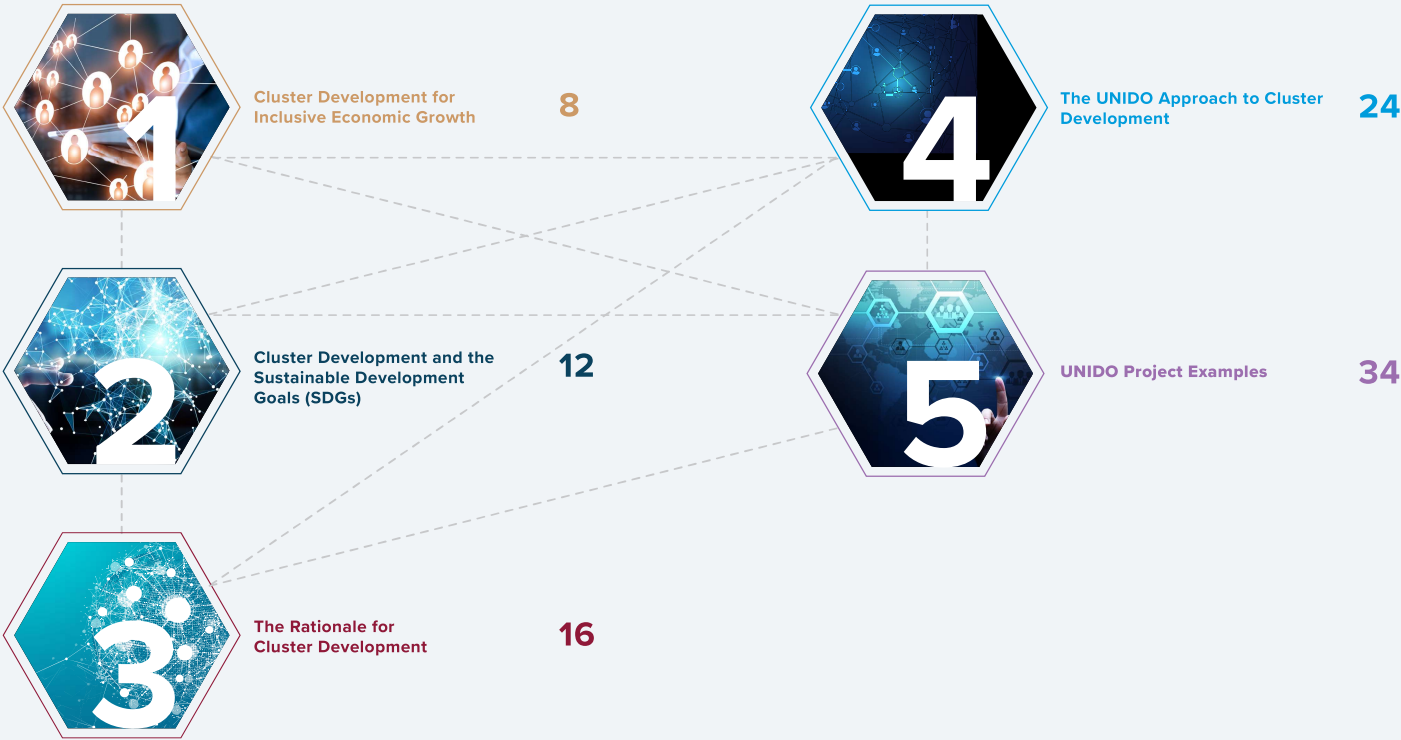 1
Cluster Development for
Inclusive Economic Growth
8
2
Cluster Development and the
Sustainable Development
Goals (SDGs)
12
3
The Rationale for
Cluster Development
16
4
The UNIDO Approach to Cluster
Development
24
5
UNIDO Project Examples
34